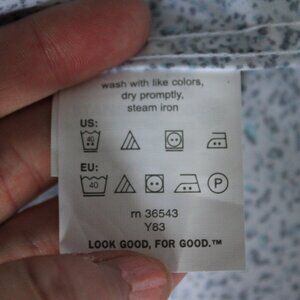 wash with like colors,
dry promptly,
steam iron
US:
40
EU:
40 P
rn 36543
Y83
LOOK GOOD, FOR GOOD.™